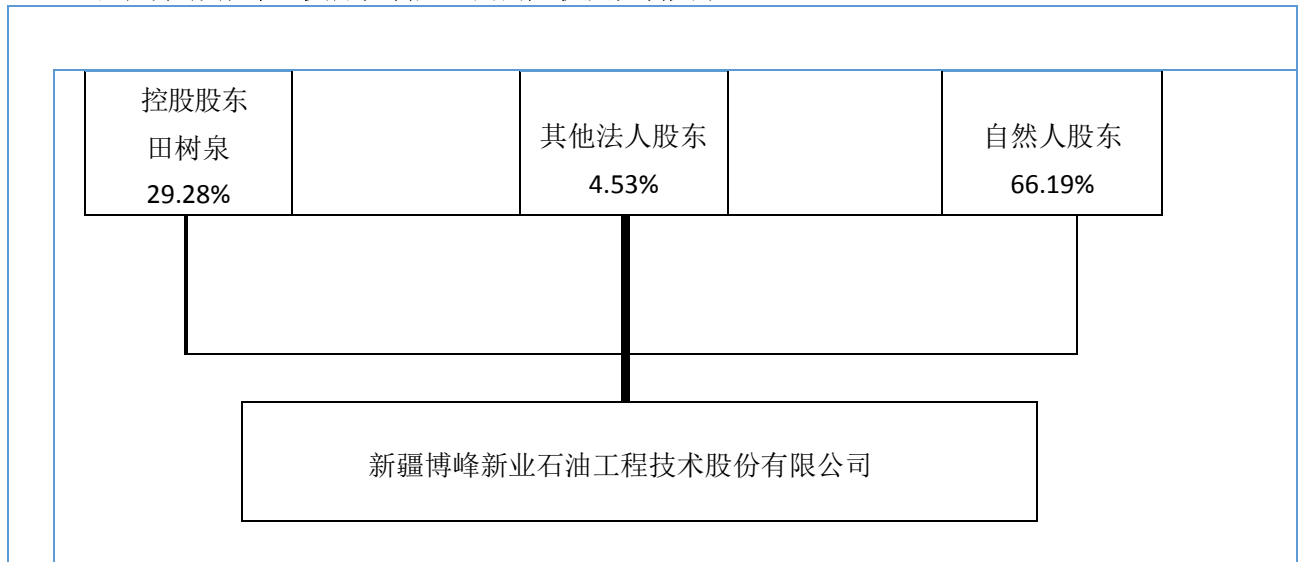 控股股东
田树泉
29.28%
其他法人股东
4.53%
自然人股东
66.19%
新疆博峰新业石油工程技术股份有限公司